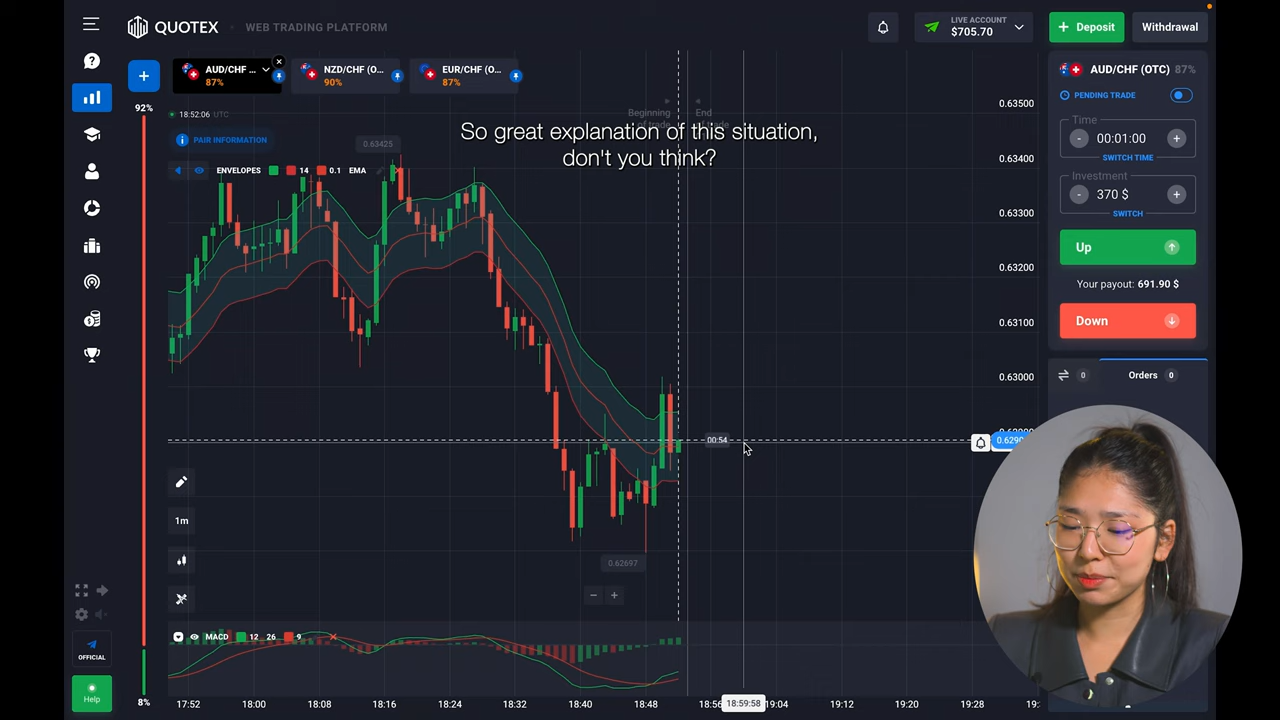 QUOTEX
WEB TRADING PLATFORM
LIVE ACCOUNT
$705.70
+ Deposit
Withdrawal
AUD/CHF ...
87%
NZD/CHF (O...
90%
EUR/CHF (O...
87%
AUD/CHF (OTC) 87%
PENDING TRADE
92%
18:52:06 UTC
PAIR INFORMATION
ENVELOPES 14 0.1 EMA
0.63425
Beginning
of trade
End
of trade
So great explanation of this situation,
don't you think?
Time
- 00:01:00 +
SWITCH TIME
Investment
- 370 $ +
SWITCH
Up
Your payout: 691.90 $
Down
0
Orders 0
0.63500
0.63400
0.63300
0.63200
0.63100
0.63000
00:54
1m
0.62697
− +
MACD 12 26 9
OFFICIAL
Help
8%
17:52 18:00 18:08 18:16 18:24 18:32 18:40 18:48 18:56 18:59:58 19:04 19:12 19:20 19:28